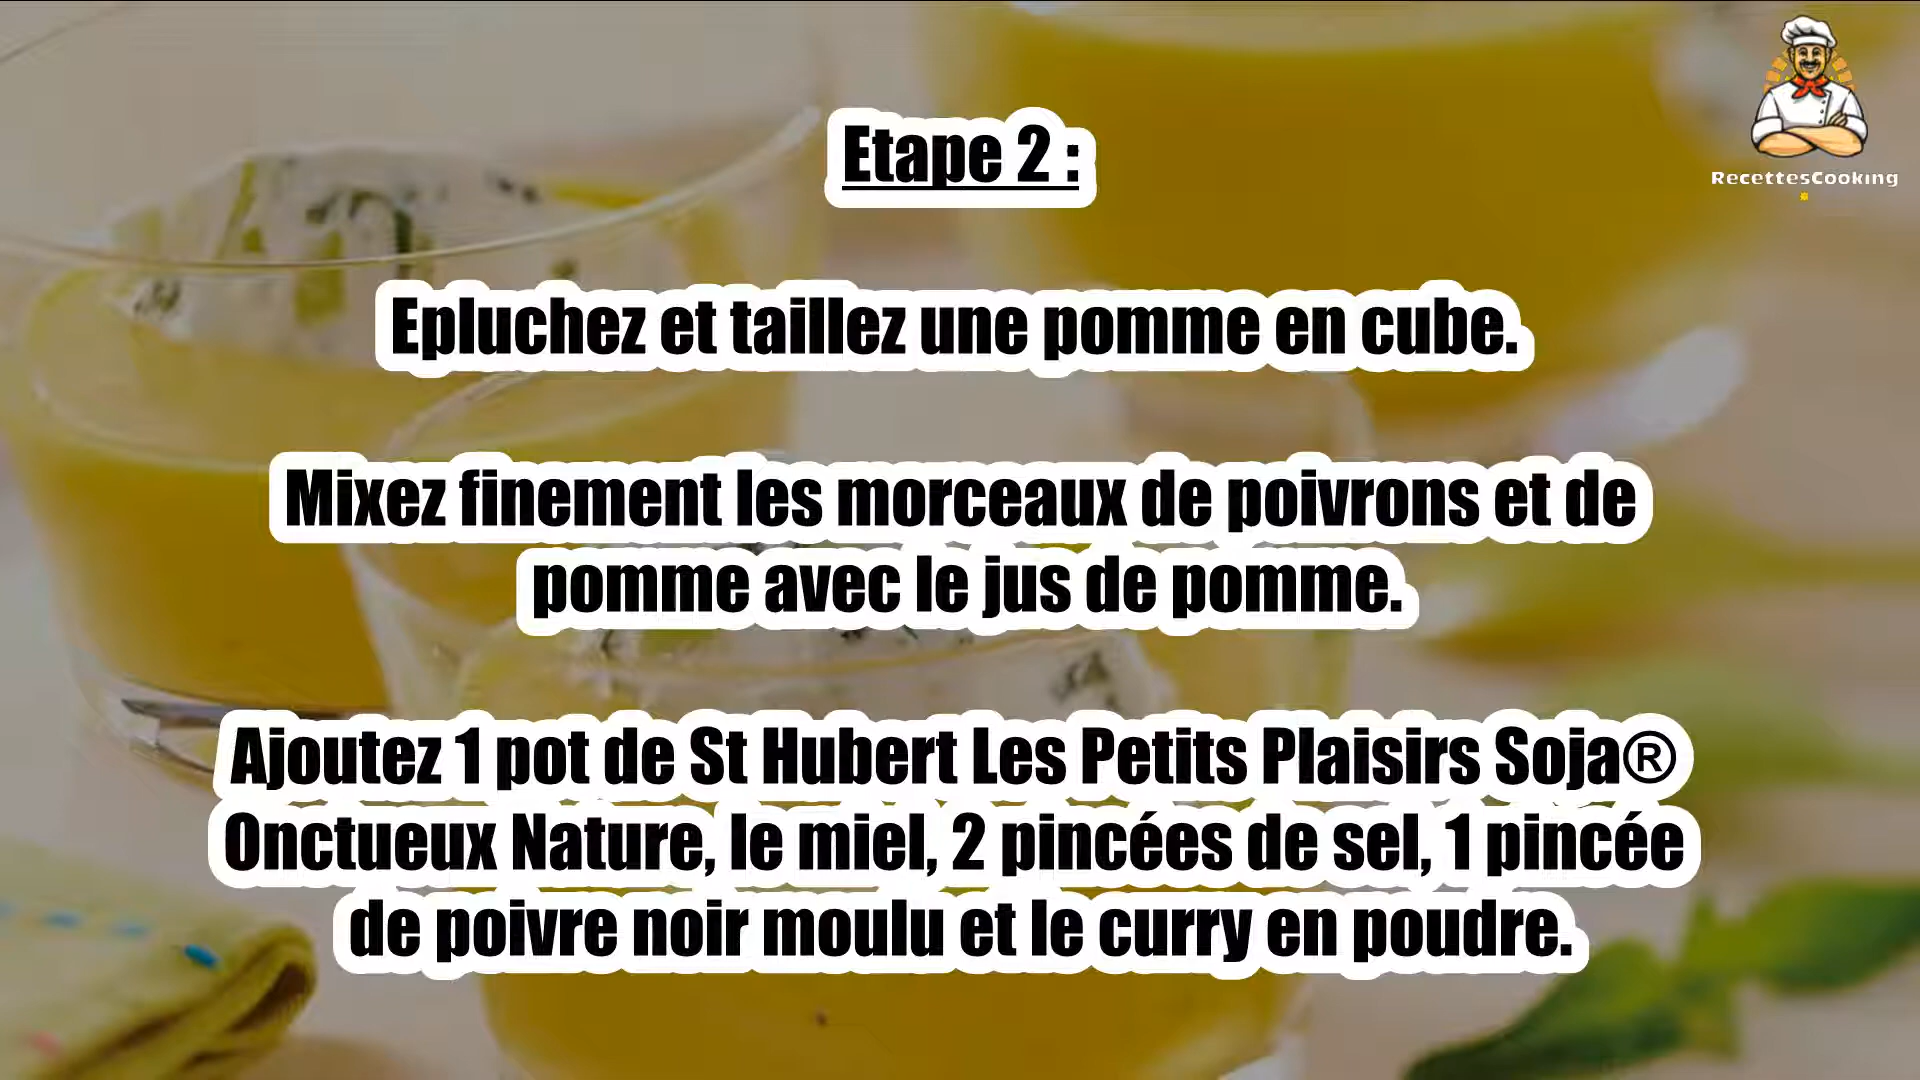 RecettesCooking
Etape 2 :
Epluchez et taillez une pomme en cube.
Mixez finement les morceaux de poivrons et de
pomme avec le jus de pomme.
Ajoutez 1 pot de St Hubert Les Petits Plaisirs Soja®
Onctueux Nature, le miel, 2 pincées de sel, 1 pincée
de poivre noir moulu et le curry en poudre.